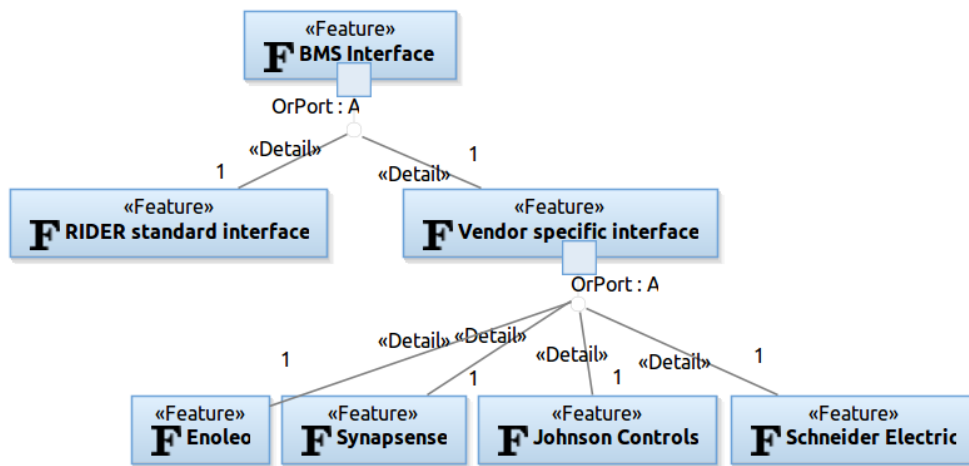 «Feature»
F BMS Interface
OrPort : A
«Detail»
1
«Detail»
1
«Feature»
F RIDER standard interface
«Feature»
F Vendor specific interface
OrPort : A
«Detail»
«Detail»
«Detail»
«Detail»
1
1
1
1
«Feature»
F Enoleo
«Feature»
F Synapsense
«Feature»
F Johnson Controls
«Feature»
F Schneider Electric